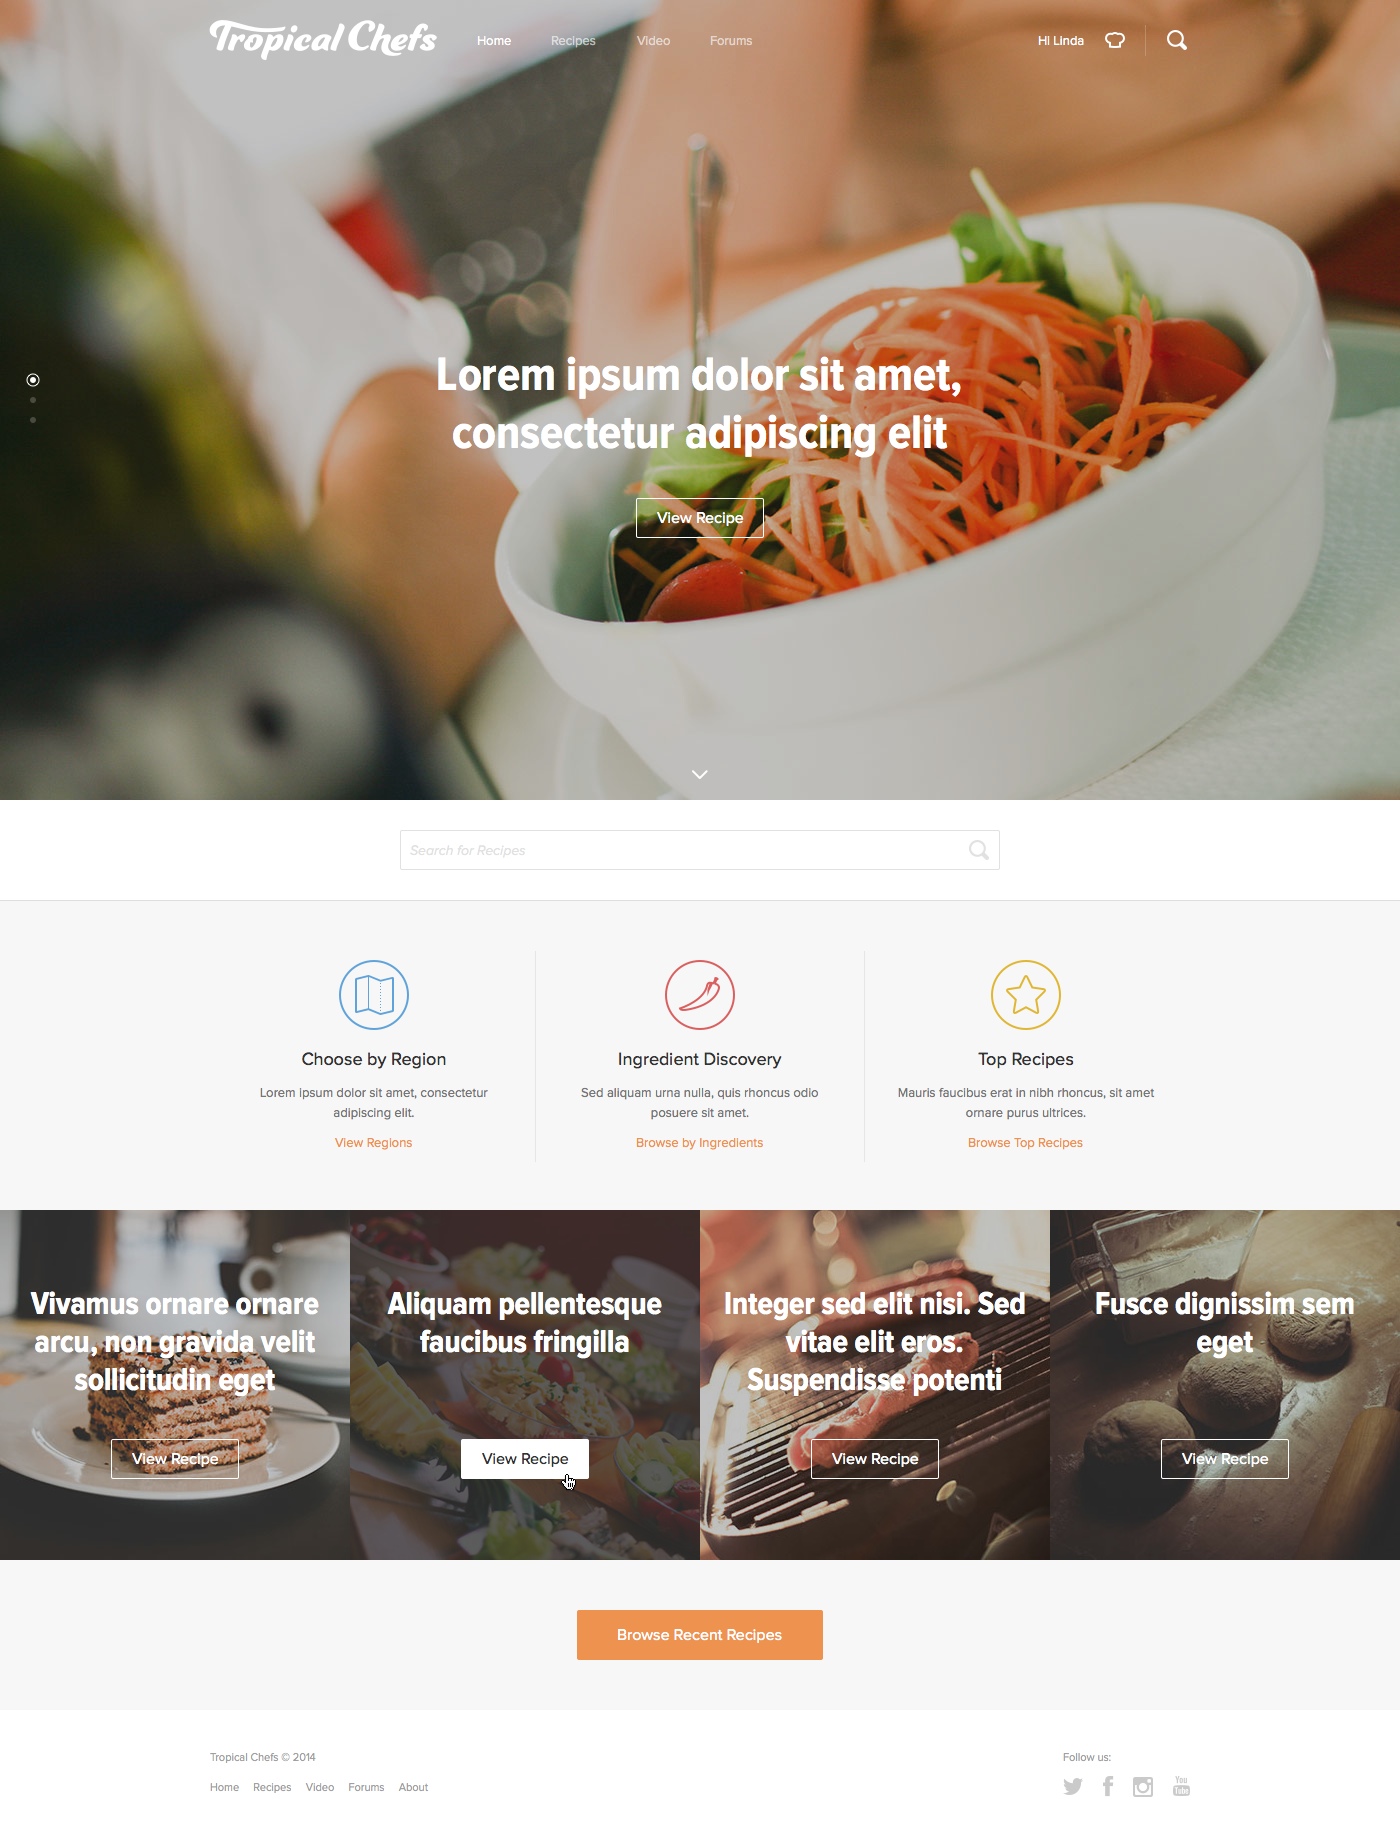 Tropical Chefs
Home Recipes Video Forums
Hi Linda
Lorem ipsum dolor sit amet,
consectetur adipiscing elit
View Recipe
Search for Recipes
Choose by Region
Lorem ipsum dolor sit amet, consectetur
adipiscing elit.
View Regions
Ingredient Discovery
Sed aliquam urna nulla, quis rhoncus odio
posuere sit amet.
Browse by Ingredients
Top Recipes
Mauris faucibus erat in nibh rhoncus, sit amet
ornare purus ultrices.
Browse Top Recipes
Vivamus ornare ornare
arcu, non gravida velit
sollicitudin eget
View Recipe
Aliquam pellentesque
faucibus fringilla
View Recipe
Integer sed elit nisi. Sed
vitae elit eros.
Suspendisse potenti
View Recipe
Fusce dignissim sem
eget
View Recipe
Browse Recent Recipes
Tropical Chefs © 2014
Home Recipes Video Forums About
Follow us:
You
Tube